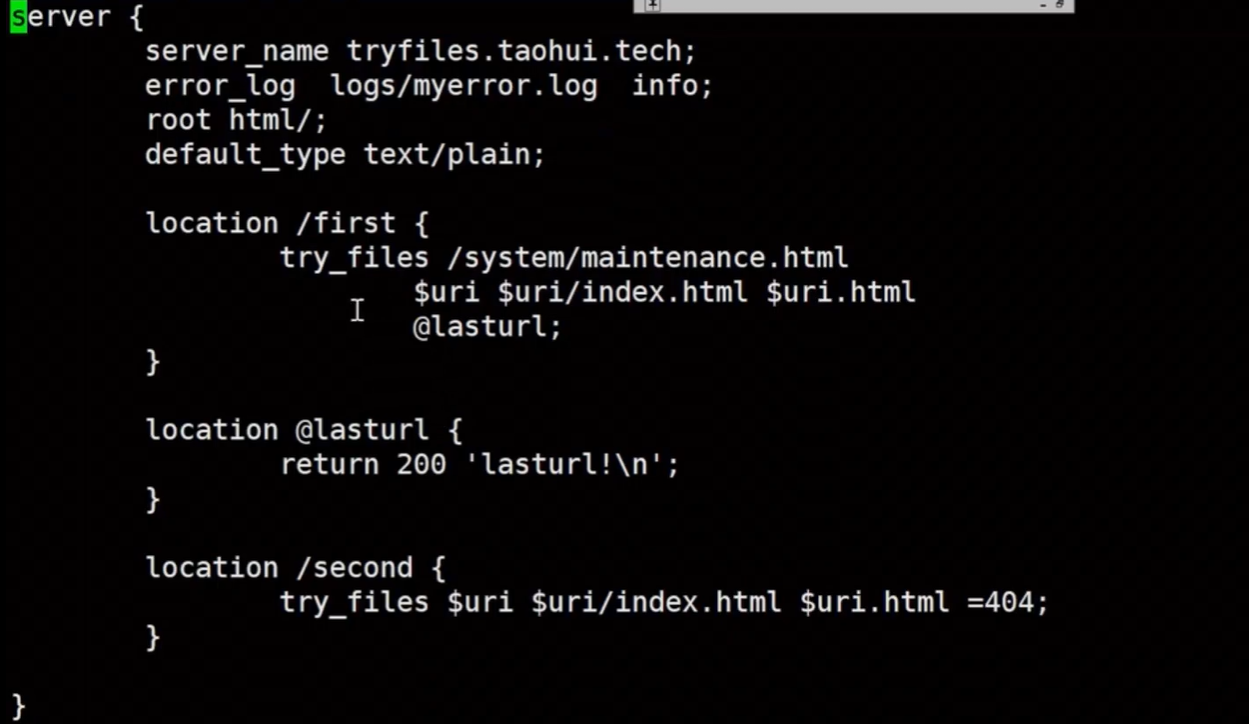 server {
        server_name tryfiles.taohui.tech;
        error_log  logs/myerror.log  info;
        root html/;
        default_type text/plain;

        location /first {
                try_files /system/maintenance.html
                        $uri $uri/index.html $uri.html
                        @lasturl;
        }

        location @lasturl {
                return 200 'lasturl!\n';
        }

        location /second {
                try_files $uri $uri/index.html $uri.html =404;
        }

}